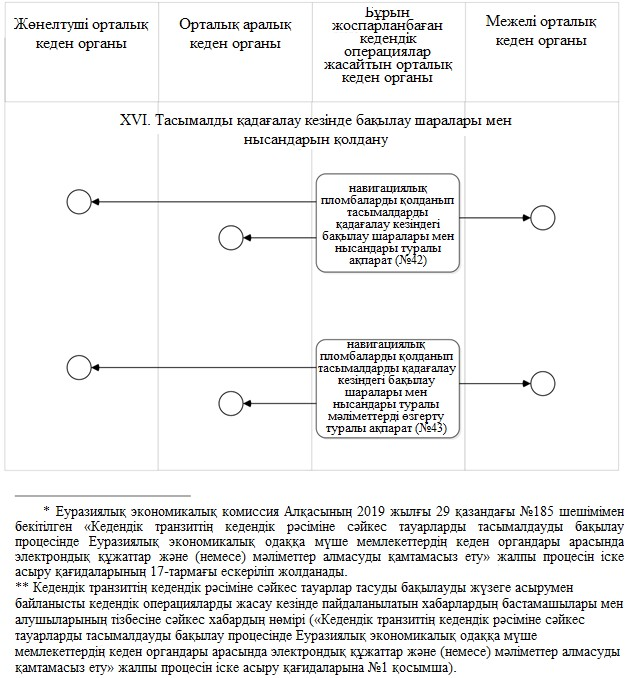 Жөнелтуші орталық
кеден органы
Орталық аралық
кеден органы
Бұрын
жоспарланбаған
кедендік
операциялар
жасайтын орталық
кеден органы
Межелі орталық
кеден органы
XVI. Тасымалды қадағалау кезінде бақылау шаралары мен
нысандарын қолдану
навигациялық
пломбаларды қолданып
тасымалдарды
қадағалау кезіндегі
бақылау шаралары мен
нысандары туралы
ақпарат (№42)
навигациялық
пломбаларды қолданып
тасымалдарды қадағалау
кезіндегі бақылау
шаралары мен
нысандары туралы
мәліметтерді өзгерту
туралы ақпарат (№43)
* Еуразиялық экономикалық комиссия Алқасының 2019 жылғы 29 қазандағы №185 шешімімен
бекітілген «Кедендік транзиттің кедендік рәсіміне сәйкес тауарларды тасымалдауды бақылау
процесінде Еуразиялық экономикалық одаққа мүше мемлекеттердің кеден органдары арасында
электрондық құжаттар және (немесе) мәліметтер алмасуды қамтамасыз ету» жалпы процесін іске
асыру қағидаларының 17-тармағы ескеріліп жолданады.
** Кедендік транзиттің кедендік рәсіміне сәйкес тауарлар тасуды бақылауды жүзеге асырумен
байланысты кедендік операцияларды жасау кезінде пайдаланылатын хабарлардың бастамашылары мен
алушыларының тізбесіне сәйкес хабардың нөмірі («Кедендік транзиттің кедендік рәсіміне сәйкес
тауарларды тасымалдауды бақылау процесінде Еуразиялық экономикалық одаққа мүше
мемлекеттердің кеден органдары арасында электрондық құжаттар және (немесе) мәліметтер алмасуды
қамтамасыз ету» жалпы процесін іске асыру қағидаларына №1 қосымша).